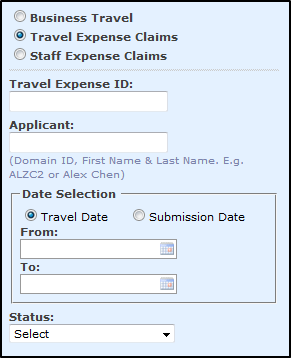 Business Travel
Travel Expense Claims
Staff Expense Claims
Travel Expense ID:
Applicant:
(Domain ID, First Name & Last Name. E.g.
ALZC2 or Alex Chen)
Date Selection
Travel Date Submission Date
From:
To:
Status:
Select